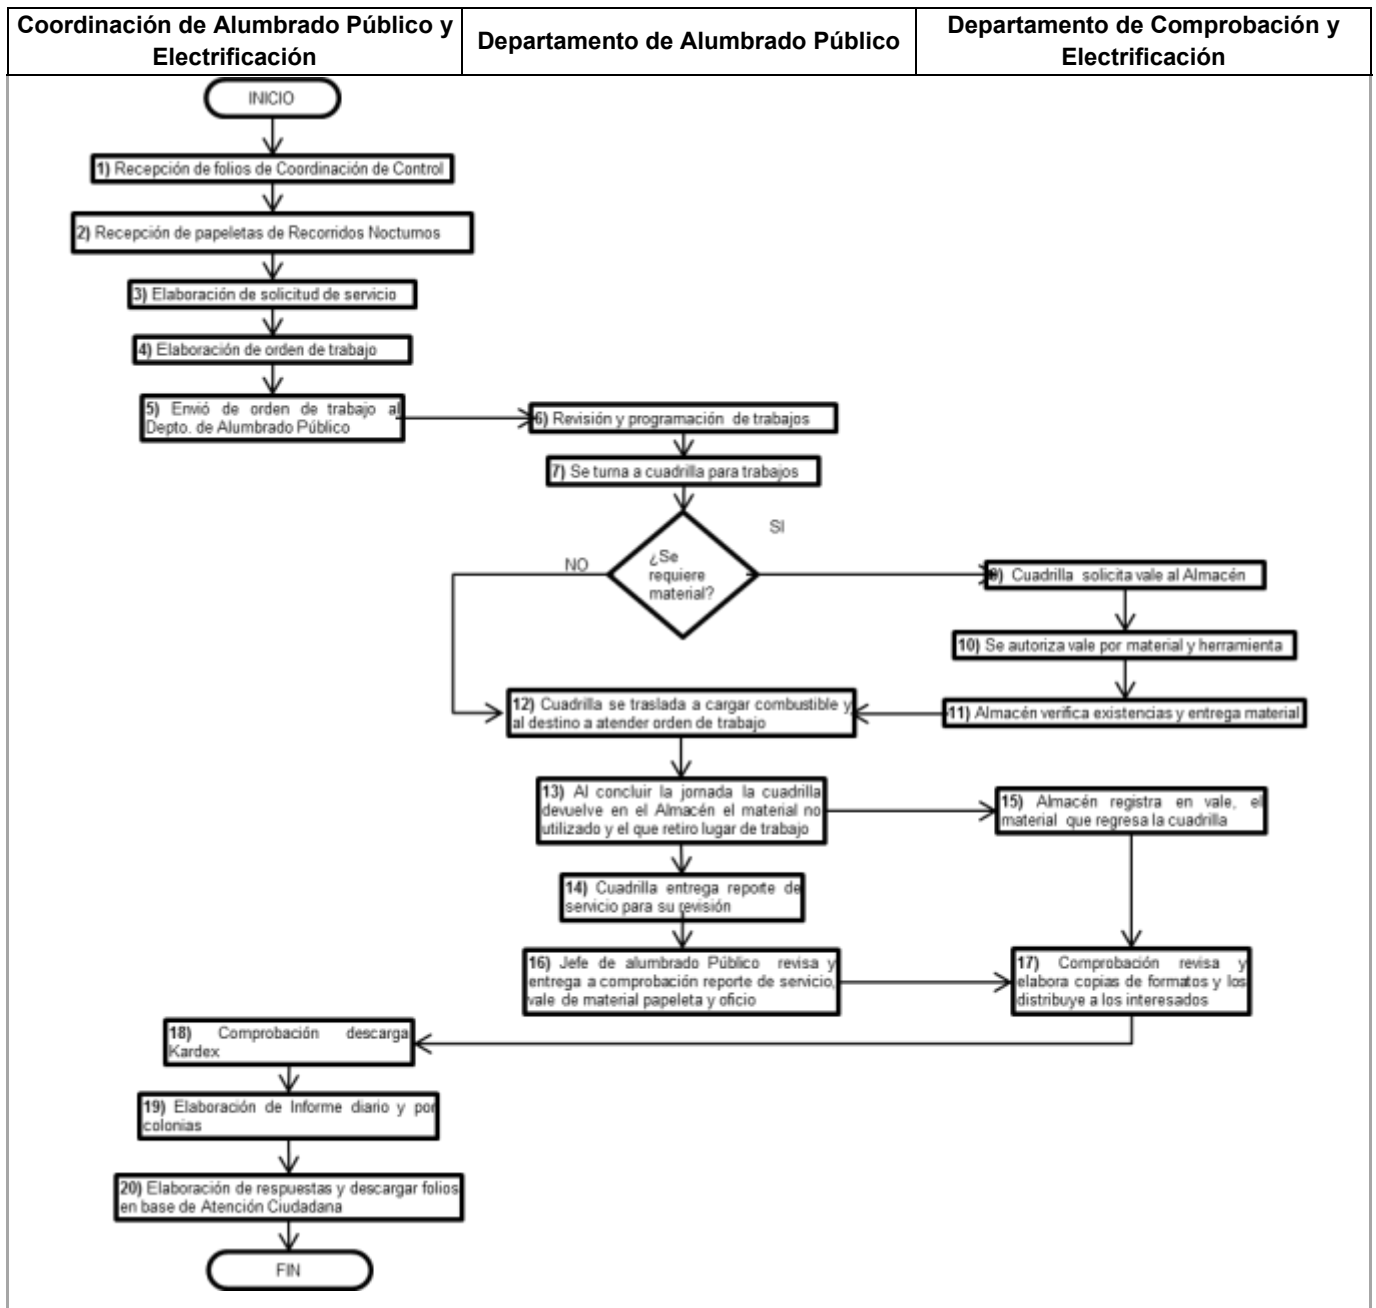 Coordinación de Alumbrado Público y
Electrificación
Departamento de Alumbrado Público
Departamento de Comprobación y
Electrificación
INICIO
1) Recepción de folios de Coordinación de Control
2) Recepción de papeletas de Recorridos Nocturnos
3) Elaboración de solicitud de servicio
4) Elaboración de orden de trabajo
5) Envió de orden de trabajo al
Depto. de Alumbrado Público
6) Revisión y programación de trabajos
7) Se turna a cuadrilla para trabajos
SI
NO
¿Se
requiere
material?
Cuadrilla solicita vale al Almacén
10) Se autoriza vale por material y herramienta
11) Almacén verifica existencias y entrega material
12) Cuadrilla se traslada a cargar combustible y
al destino a atender orden de trabajo
13) Al concluir la jornada la cuadrilla
devuelve en el Almacén el material no
utilizado y el que retiro lugar de trabajo
15) Almacén registra en vale, el
material que regresa la cuadrilla
14) Cuadrilla entrega reporte de
servicio para su revisión
16) Jefe de alumbrado Público revisa y
entrega a comprobación reporte de servicio,
vale de material papeleta y oficio
17) Comprobación revisa y
elabora copias de formatos y los
distribuye a los interesados
18) Comprobación descarga
Kardex
19) Elaboración de Informe diario y por
colonias
20) Elaboración de respuestas y descargar folios
en base de Atención Ciudadana
FIN